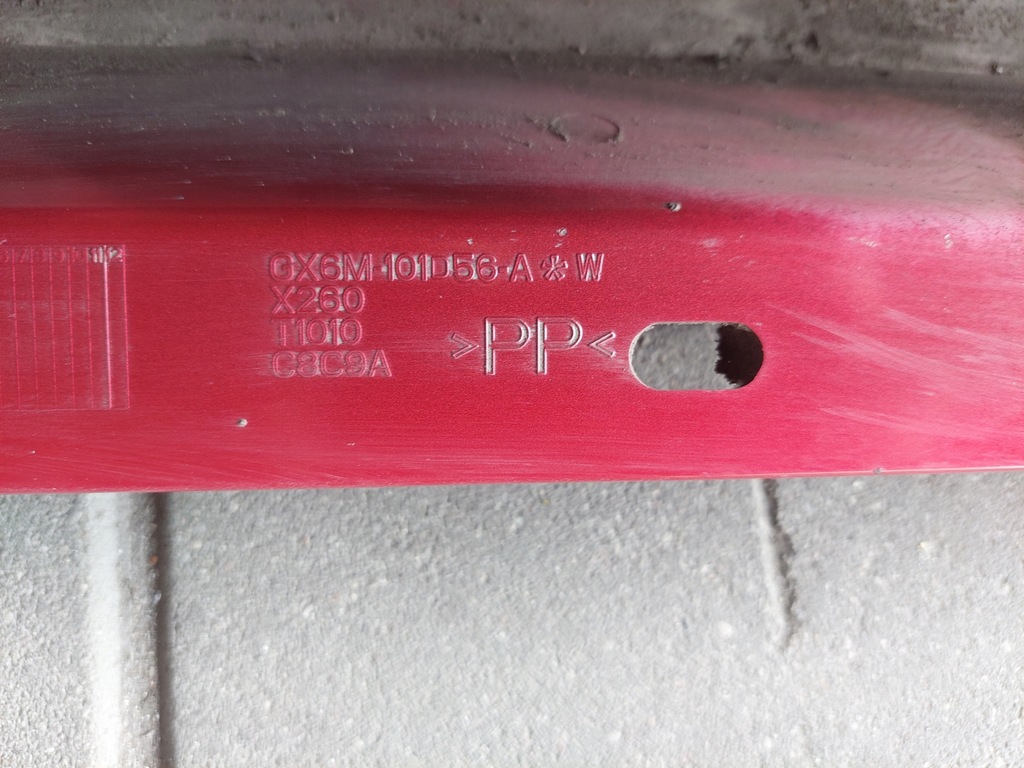 GX6M-101D56-A * W
X260
T1010
C8C9A
>PP<